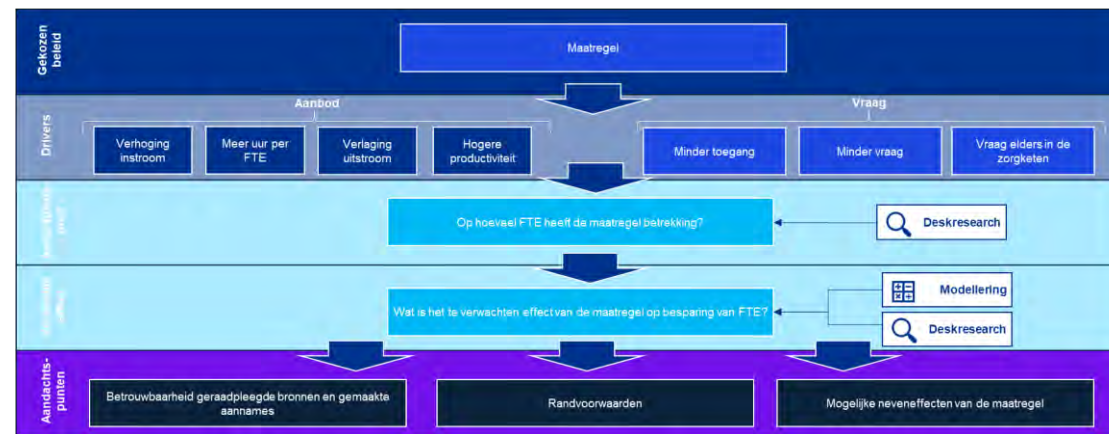 Gekozen
beleid
Maatregel
Drivers
Aanbod
Vraag
Verhoging
instroom
Meer uur per
FTE
Verlaging
uitstroom
Hogere
productiviteit
Minder toegang
Minder vraag
Vraag elders in de
zorgketen
Op hoeveel FTE heeft de maatregel betrekking?
Deskresearch
Wat is het te verwachten effect van de maatregel op besparing van FTE?
Modellering
Deskresearch
Aandachts-
punten
Betrouwbaarheid geraadpleegde bronnen en gemaakte
aannames
Randvoorwaarden
Mogelijke neveneffecten van de maatregel